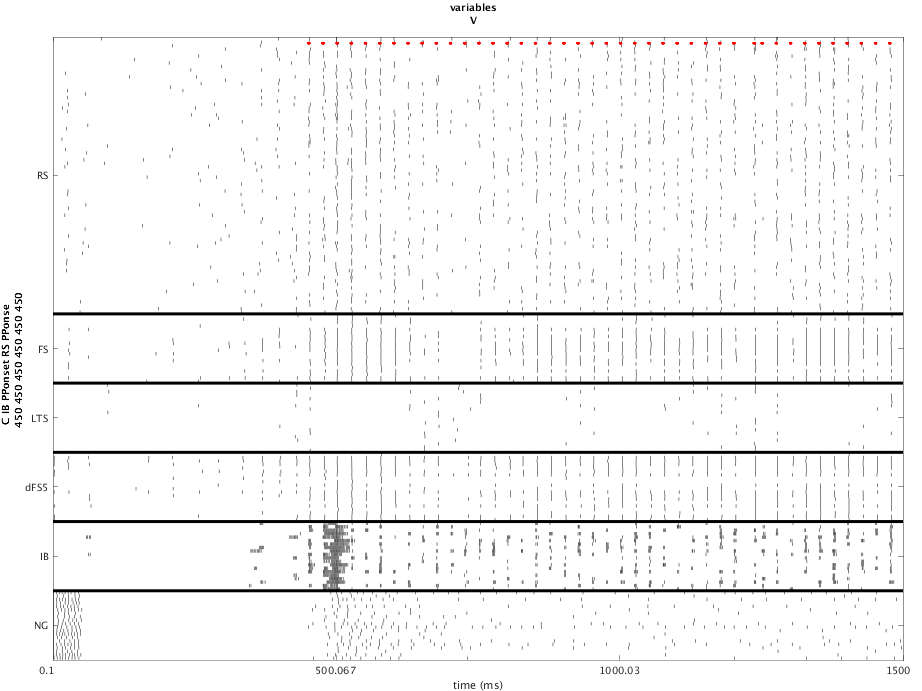 variables
V
C IB PPonset RS PPonse
450 450 450 450 450 450
RS
FS
LTS
dFS5
IB
NG
0.1
500.067
1000.03
1500
time (ms)